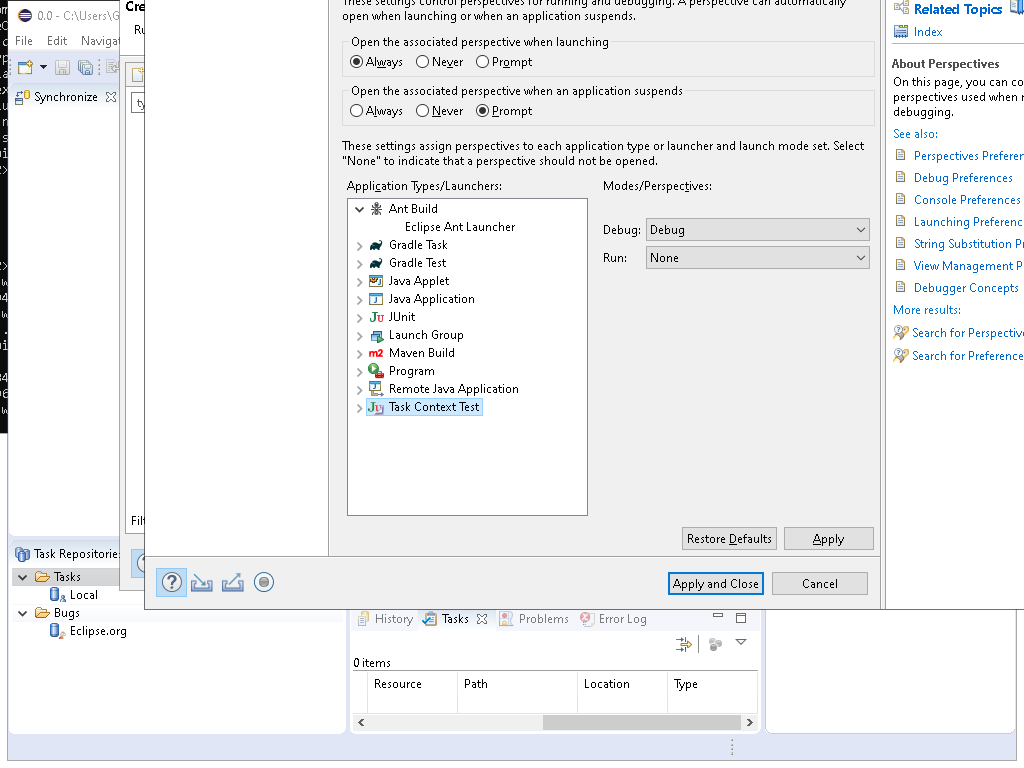 0.0 - C:\Users\G
File Edit Navigat
Synchronize
Cre
Ru
These settings control perspectives for running and debugging. A perspective can automatically
open when launching or when an application suspends.
Open the associated perspective when launching
Always Never Prompt
Open the associated perspective when an application suspends
Always Never Prompt
These settings assign perspectives to each application type or launcher and launch mode set. Select
"None" to indicate that a perspective should not be opened.
Application Types/Launchers:
Ant Build
Eclipse Ant Launcher
Gradle Task
Gradle Test
Java Applet
Java Application
JUnit
Launch Group
Maven Build
Program
Remote Java Application
Task Context Test
Modes/Perspectives:
Debug: Debug
Run: None
Restore Defaults Apply
Apply and Close Cancel
Related Topics
Index
About Perspectives
On this page, you can co
perspectives used when r
debugging.
See also:
Perspectives Preferen
Debug Preferences
Console Preferences
Launching Preferenc
String Substitution Pr
View Management P
Debugger Concepts
More results:
Search for Perspective
Search for Preference
Filt
Task Repositories
Tasks
Local
Bugs
Eclipse.org
History Tasks Problems Error Log
0 items
Resource Path Location Type